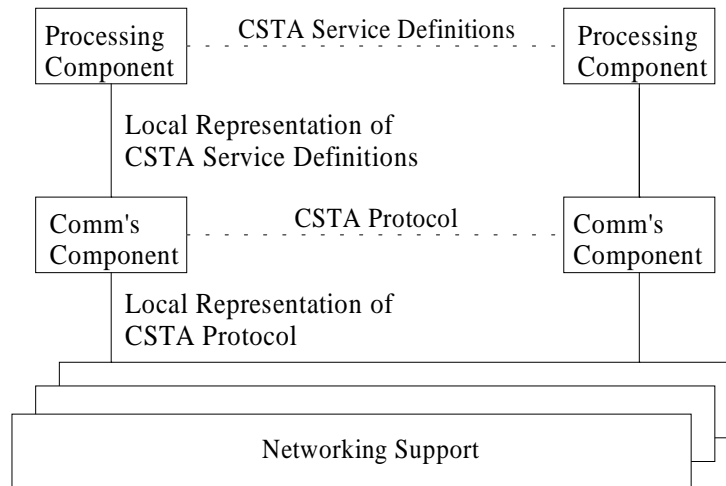 Processing
Component
CSTA Service Definitions
Processing
Component
Local Representation of
CSTA Service Definitions
Comm's
Component
CSTA Protocol
Comm's
Component
Local Representation of
CSTA Protocol
Networking Support